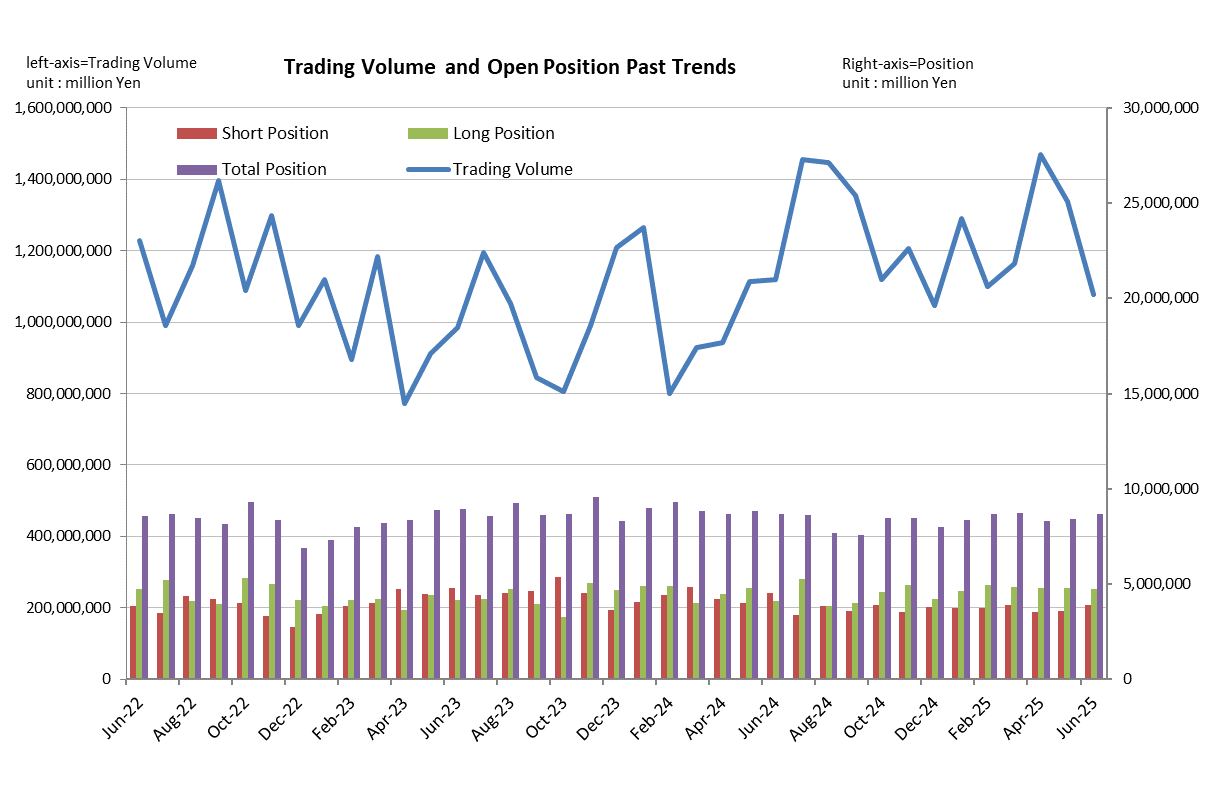 left-axis=Trading Volume
unit : million Yen
Trading Volume and Open Position Past Trends
Right-axis=Position
unit : million Yen
1,600,000,000
1,400,000,000
1,200,000,000
1,000,000,000
800,000,000
600,000,000
400,000,000
200,000,000
0
Short Position
Long Position
Total Position
Trading Volume
30,000,000
25,000,000
20,000,000
15,000,000
10,000,000
5,000,000
0
Jun-22
Aug-22
Oct-22
Dec-22
Feb-23
Apr-23
Jun-23
Aug-23
Oct-23
Dec-23
Feb-24
Apr-24
Jun-24
Aug-24
Oct-24
Dec-24
Feb-25
Apr-25
Jun-25